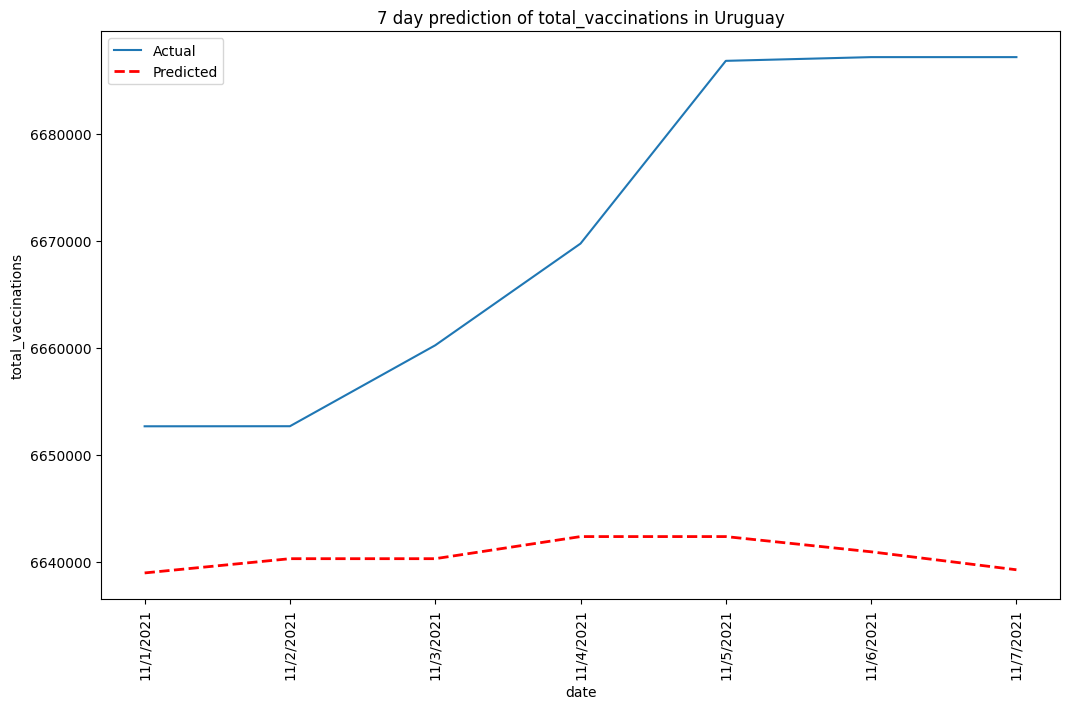 7 day prediction of total_vaccinations in Uruguay
Actual
Predicted
total_vaccinations
6680000
6670000
6660000
6650000
6640000
11/1/2021
11/2/2021
11/3/2021
11/4/2021
11/5/2021
11/6/2021
11/7/2021
date